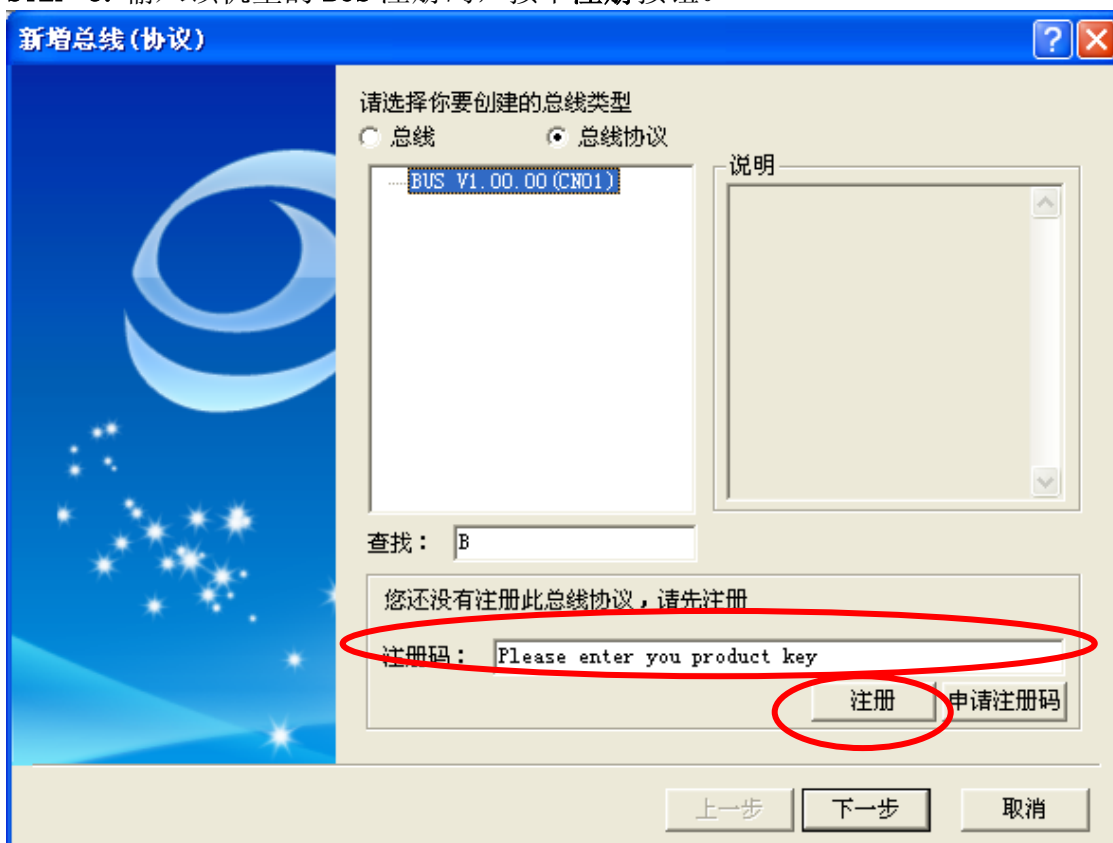 新增总线(协议)
请选择你要创建的总线类型
总线 总线协议
BUS V1.00.00(CN01)
说明
查找： B
您还没有注册此总线协议，请先注册
注册码： Please enter you product key
注册 申请注册码
上一步 下一步 取消